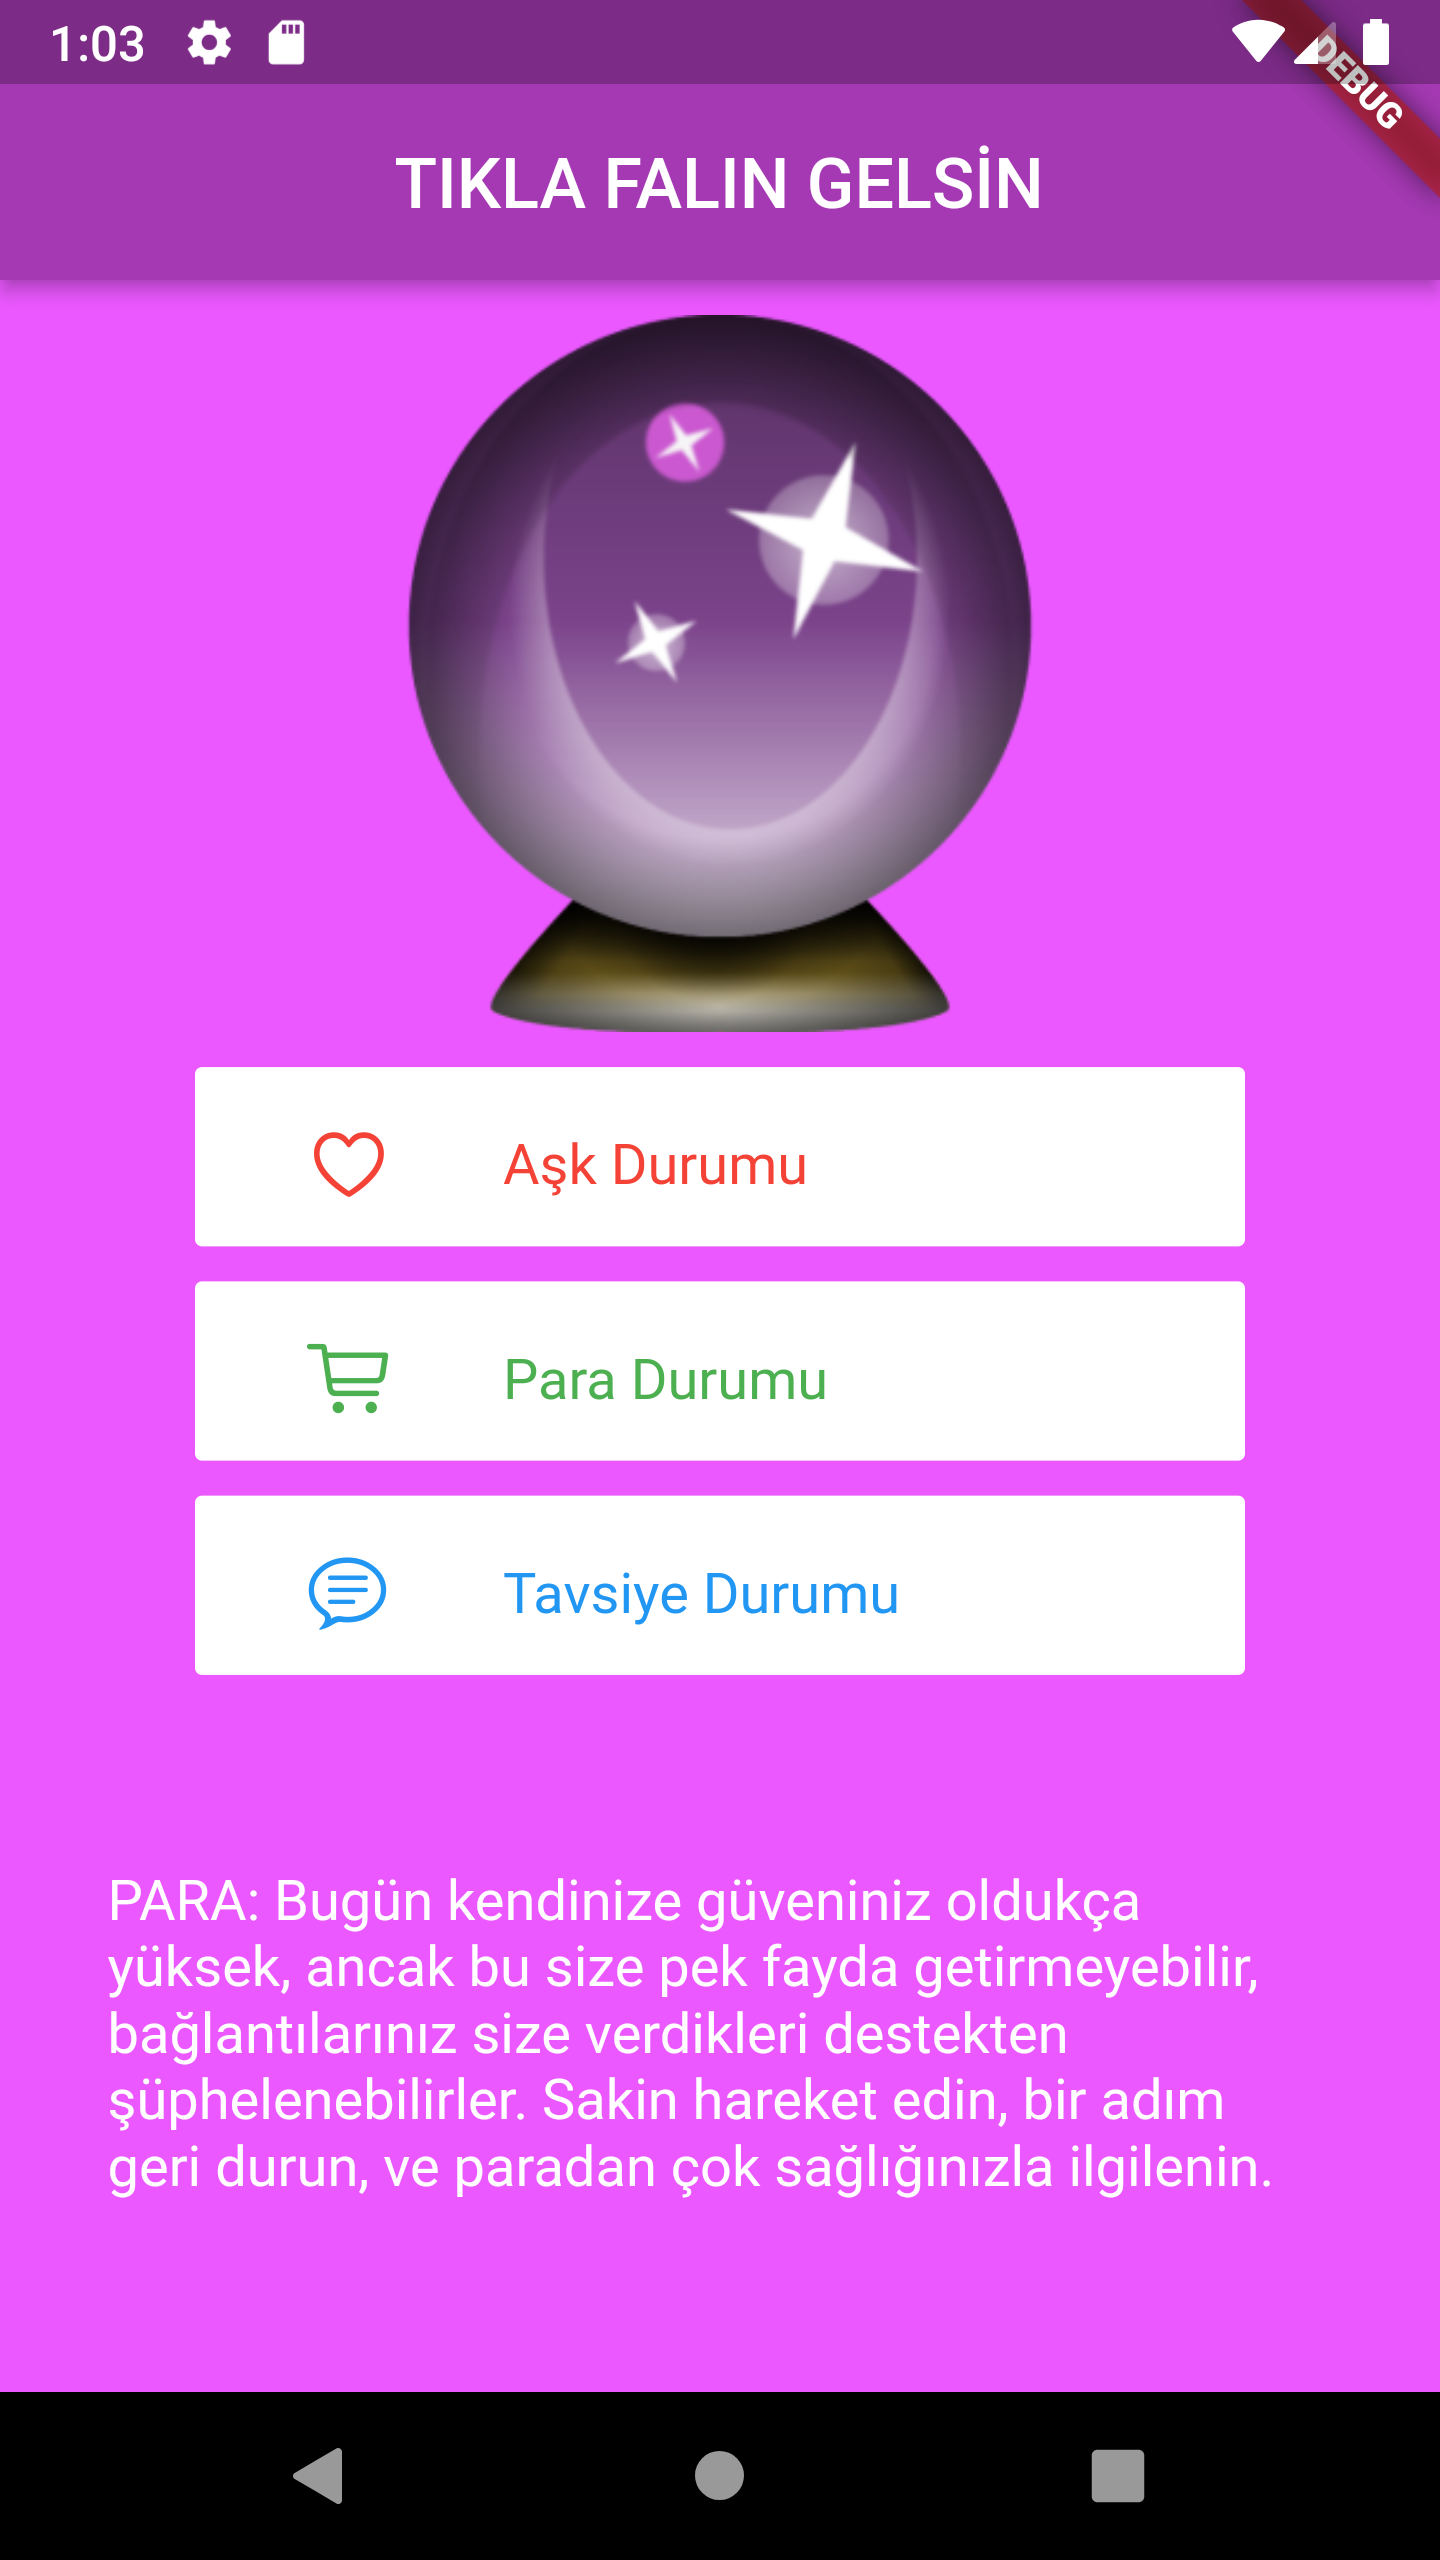 1:03
DEBUG
TIKLA FALIN GELSİN
Aşk Durumu
Para Durumu
Tavsiye Durumu
PARA: Bugün kendinize güveniniz oldukça
yüksek, ancak bu size pek fayda getirmeyebilir,
bağlantılarınız size verdikleri destekten
şüphelenebilirler. Sakin hareket edin, bir adım
geri durun, ve paradan çok sağlığınızla ilgilenin.